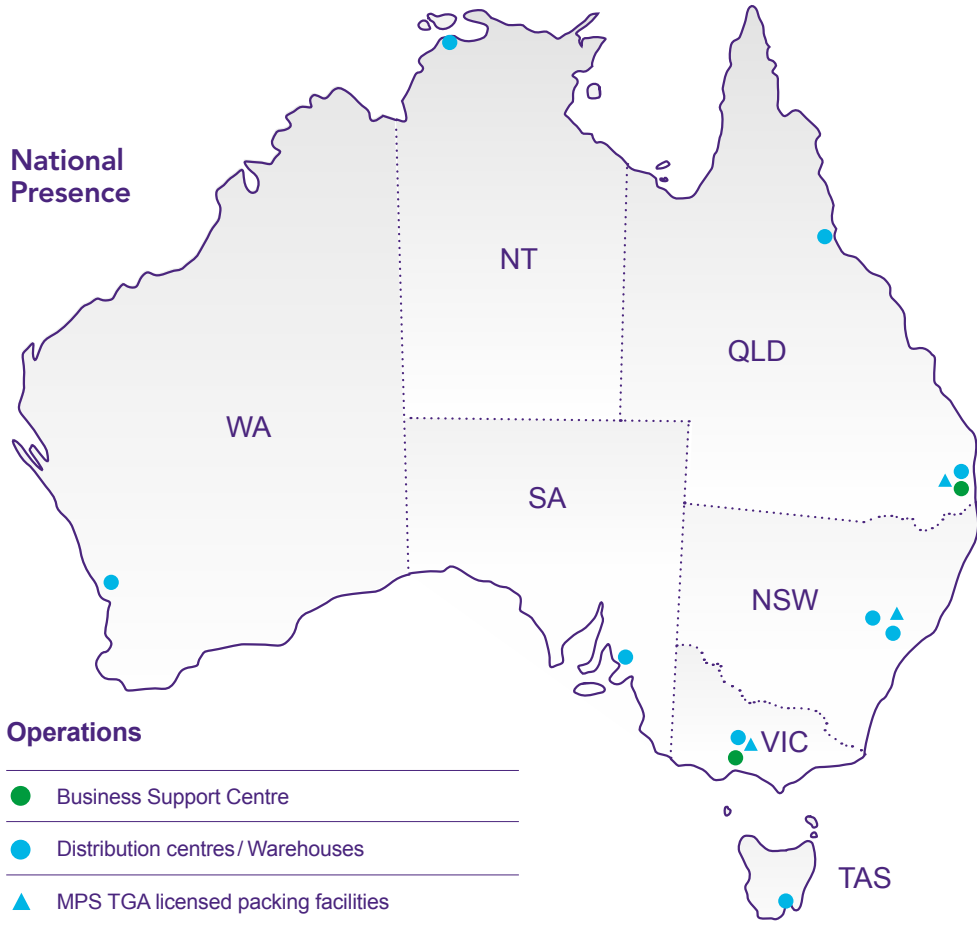 National
Presence
NT
QLD
WA
SA
NSW
VIC
TAS
Operations
Business Support Centre
Distribution centres / Warehouses
MPS TGA licensed packing facilities